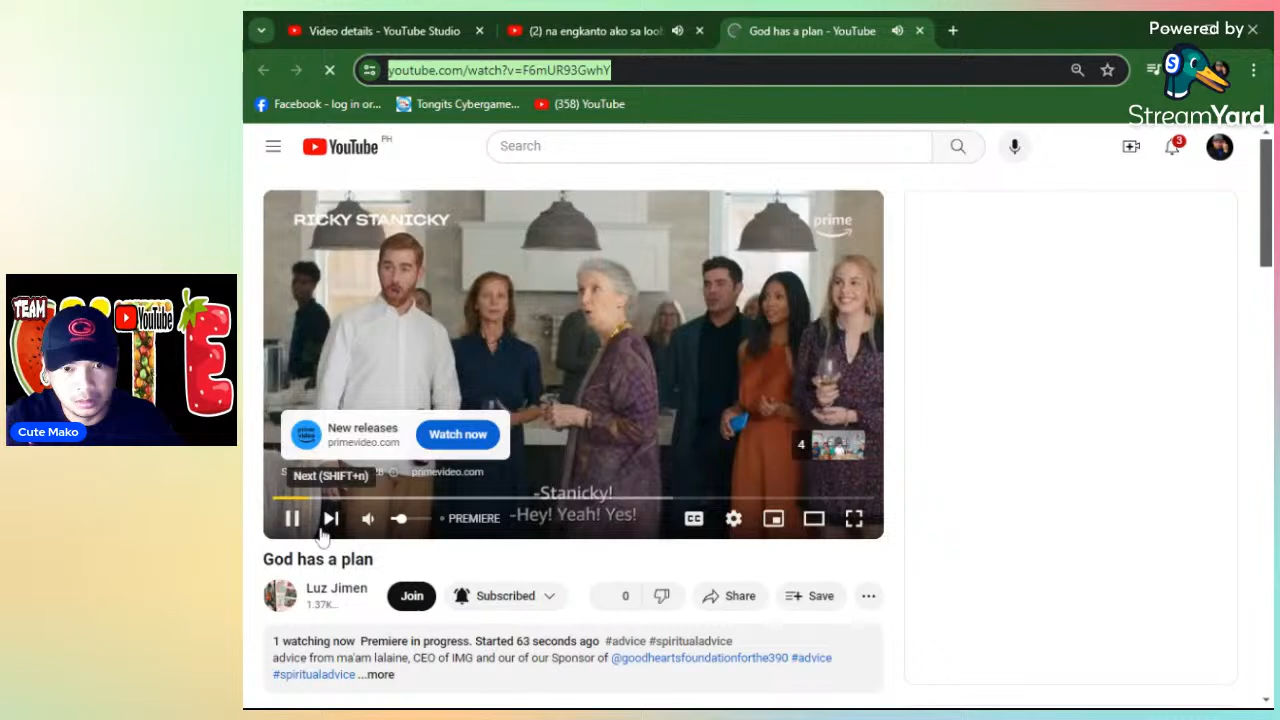 Video details - YouTube Studio
(2) na engkanto ako sa loo
God has a plan - YouTube
Powered by
StreamYard
youtube.com/watch?v=F6mUR93GwhY
Facebook - log in or...
Tongits Cybergame...
(358) YouTube
YouTube PH
Search
3
RICKY STANICKY
prime
TEAM
YouTube
Cute Mako
New releases
primevideo.com
Watch now
4
Next (SHIFT+n)
primevideo.com
-Stanicky!
-Hey! Yeah! Yes!
PREMIERE
CC
God has a plan
Luz Jimen
1.37K...
Join
Subscribed
0
Share
Save
1 watching now Premiere in progress. Started 63 seconds ago #advice #spiritualadvice
advice from ma'am lalaine, CEO of IMG and our of our Sponsor of @goodheartsfoundationforthe390 #advice
#spiritualadvice ...more